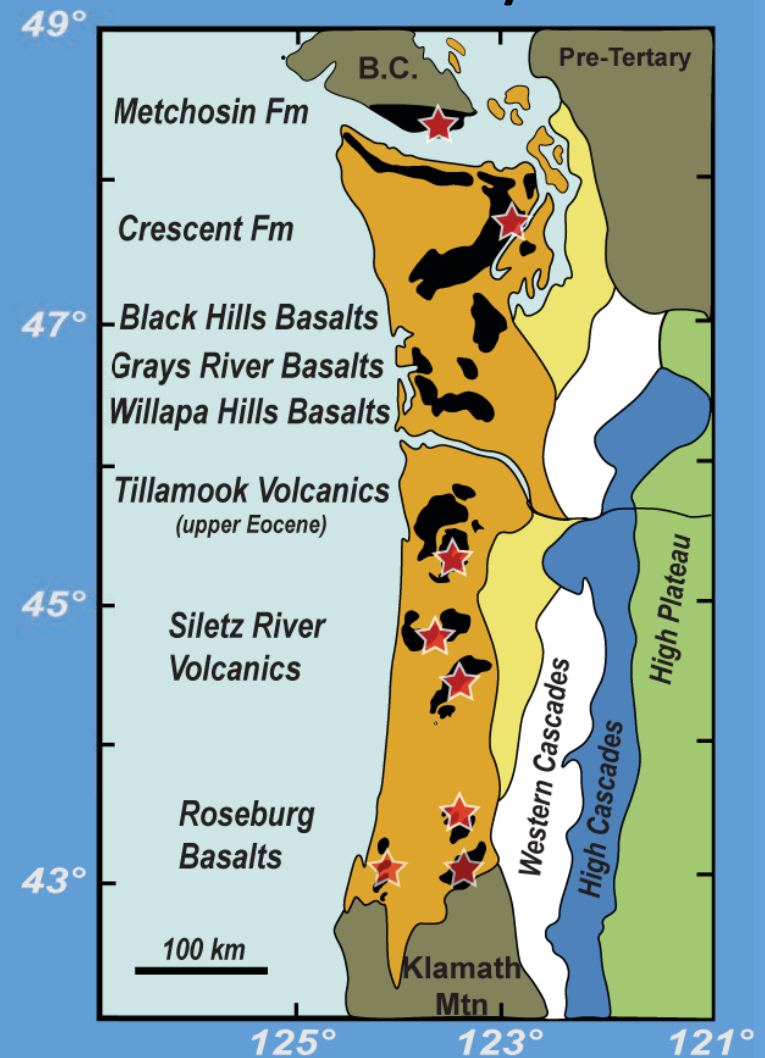 49°
B.C.
Pre-Tertary
Metchosin Fm
Crescent Fm
47°
Black Hills Basalts
Grays River Basalts
Willapa Hills Basalts
Tillamook Volcanics
(upper Eocene)
45°
Siletz River
Volcanics
High Plateau
Western Cascades
High Cascades
Roseburg
Basalts
43°
100 km
Klamath
Mtn
125°
123°
121°